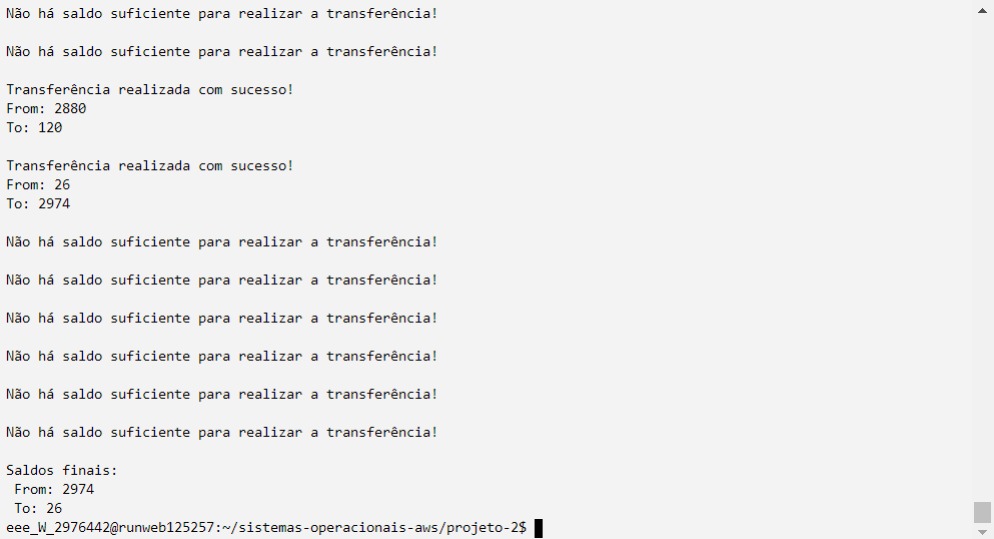 Não há saldo suficiente para realizar a transferência!
Não há saldo suficiente para realizar a transferência!
Transferência realizada com sucesso!
From: 2880
To: 120
Transferência realizada com sucesso!
From: 26
To: 2974
Não há saldo suficiente para realizar a transferência!
Não há saldo suficiente para realizar a transferência!
Não há saldo suficiente para realizar a transferência!
Não há saldo suficiente para realizar a transferência!
Não há saldo suficiente para realizar a transferência!
Não há saldo suficiente para realizar a transferência!
Saldos finais:
From: 2974
To: 26
eee_W_2976442@runweb125257:~/sistemas-operacionais-aws/projeto-2$